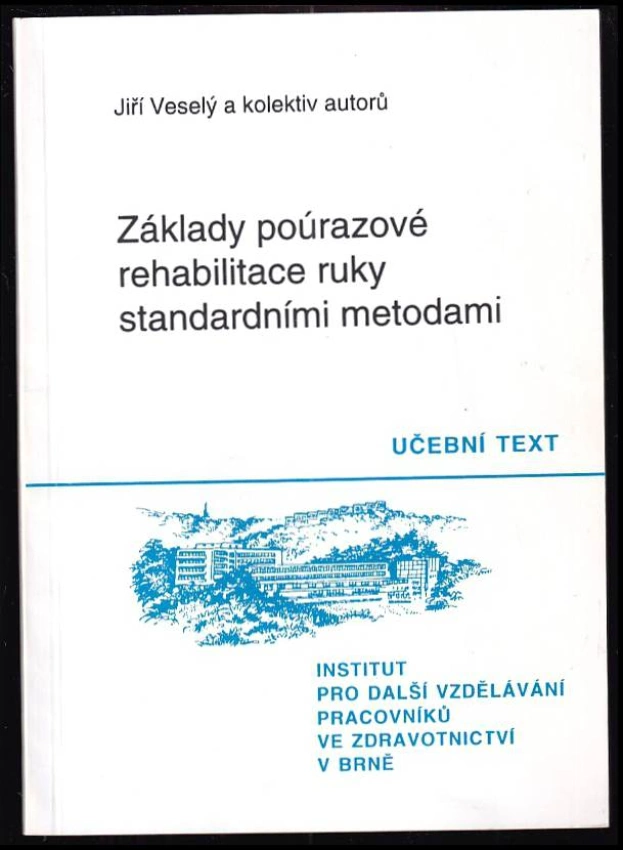 Jiří Veselý a kolektiv autorů
Základy poúrazové
rehabilitace ruky
standardními metodami
UČEBNÍ TEXT
INSTITUT
PRO DALŠÍ VZDĚLÁVÁNÍ
PRACOVNÍKŮ
VE ZDRAVOTNICTVÍ
V BRNĚ